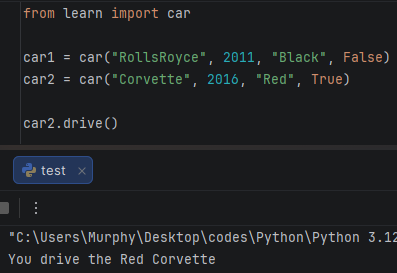 from learn import car
car1 = car("RollsRoyce", 2011, "Black", False)
car2 = car("Corvette", 2016, "Red", True)
car2.drive()
test
"C:\Users\Murphy\Desktop\codes\Python\Python 3.12
You drive the Red Corvette